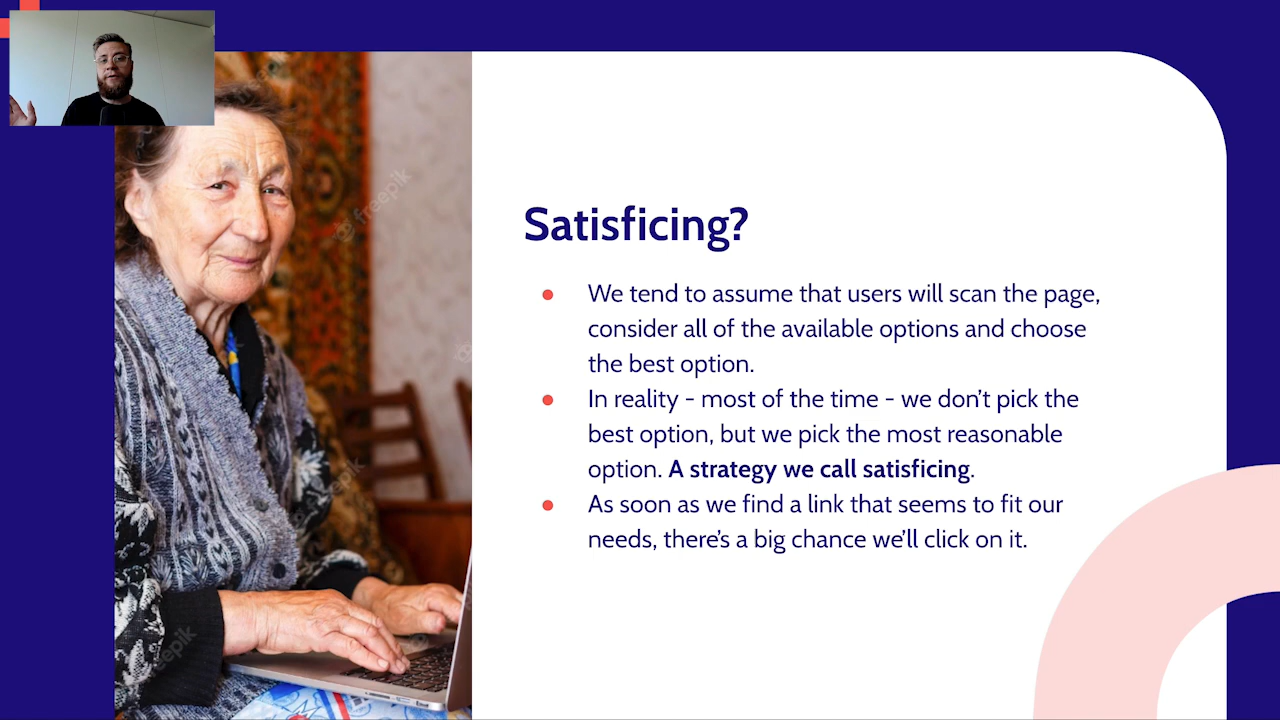 Satisficing?
● We tend to assume that users will scan the page,
consider all of the available options and choose
the best option.
● In reality - most of the time - we don’t pick the
best option, but we pick the most reasonable
option. A strategy we call satisficing.
● As soon as we find a link that seems to fit our
needs, there’s a big chance we’ll click on it.
freepik
freepik